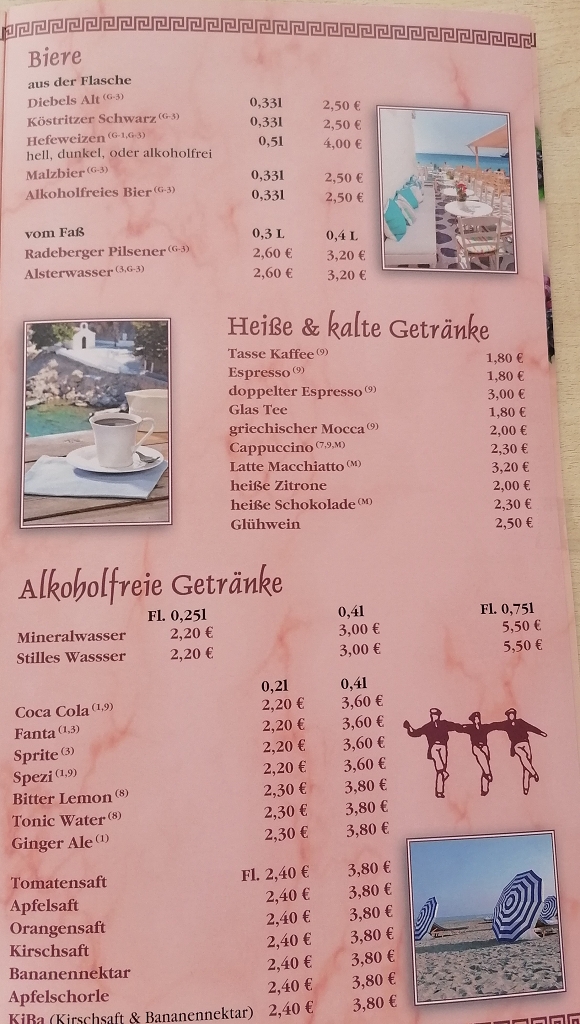 Biere
aus der Flasche
Diebels Alt (G-3) 0,33l 2,50 €
Köstritzer Schwarz (G-3) 0,33l 2,50 €
Hefeweizen (G-1,G-3) 0,5l 4,00 €
hell, dunkel, oder alkoholfrei
Malzbier (G-3) 0,33l 2,50 €
Alkoholfreies Bier (G-3) 0,33l 2,50 €
vom Faß 0,3 L 0,4 L
Radeberger Pilsener (G-3) 2,60 € 3,20 €
Alsterwasser (3,G-3) 2,60 € 3,20 €
Heiße & kalte Getränke
Tasse Kaffee (9) 1,80 €
Espresso (9) 1,80 €
doppelter Espresso (9) 3,00 €
Glas Tee 1,80 €
griechischer Mocca (9) 2,00 €
Cappuccino (7,9,M) 2,30 €
Latte Macchiatto (M) 3,20 €
heiße Zitrone 2,00 €
heiße Schokolade (M) 2,30 €
Glühwein 2,50 €
Alkoholfreie Getränke
Fl. 0,25l 0,4l Fl. 0,75l
Mineralwasser 2,20 € 3,00 € 5,50 €
Stilles Wassser 2,20 € 3,00 € 5,50 €
0,2l 0,4l
Coca Cola (1,9) 2,20 € 3,60 €
Fanta (1,3) 2,20 € 3,60 €
Sprite (3) 2,20 € 3,60 €
Spezi (1,9) 2,20 € 3,60 €
Bitter Lemon (8) 2,30 € 3,80 €
Tonic Water (8) 2,30 € 3,80 €
Ginger Ale (1) 2,30 € 3,80 €
Tomatensaft Fl. 2,40 € 3,80 €
Apfelsaft 2,40 € 3,80 €
Orangensaft 2,40 € 3,80 €
Kirschsaft 2,40 € 3,80 €
Bananennektar 2,40 € 3,80 €
Apfelschorle 2,40 € 3,80 €
KiBa (Kirschsaft & Bananennektar) 2,40 € 3,80 €